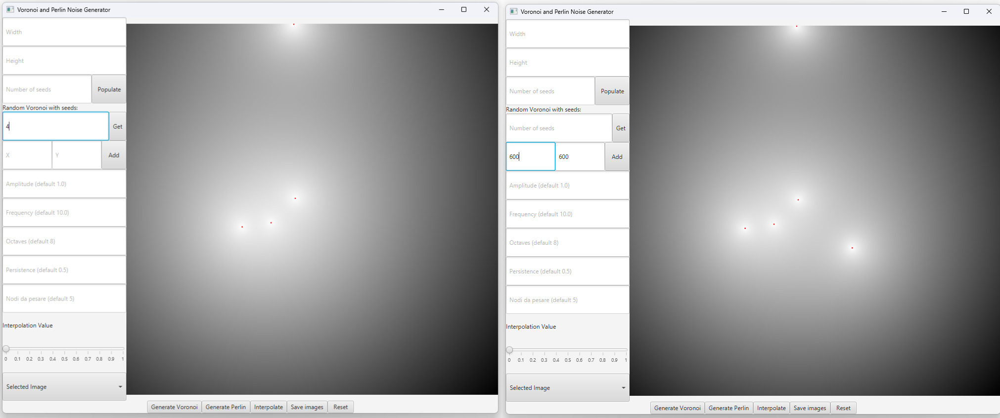 Voronoi and Perlin Noise Generator
Width
Height
Number of seeds
Populate
Random Voronoi with seeds:
4
Get
X
Y
Add
Amplitude (default 1.0)
Frequency (default 10.0)
Octaves (default 8)
Persistence (default 0.5)
Nodi da pesare (default 5)
Interpolation Value
0 0.1 0.2 0.3 0.4 0.5 0.6 0.7 0.8 0.9 1
Selected Image
Generate Voronoi
Generate Perlin
Interpolate
Save images
Reset
Voronoi and Perlin Noise Generator
Width
Height
Number of seeds
Populate
Random Voronoi with seeds:
Number of seeds
Get
600
600
Add
Amplitude (default 1.0)
Frequency (default 10.0)
Octaves (default 8)
Persistence (default 0.5)
Nodi da pesare (default 5)
Interpolation Value
0 0.1 0.2 0.3 0.4 0.5 0.6 0.7 0.8 0.9 1
Selected Image
Generate Voronoi
Generate Perlin
Interpolate
Save images
Reset